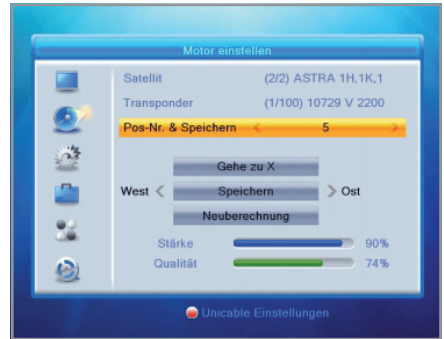 Motor einstellen
Satellit (2/2) ASTRA 1H,1K,1
Transponder (1/100) 10729 V 2200
Pos-Nr. & Speichern 5
Gehe zu X
West Speichern Ost
Neuberechnung
Stärke 90%
Qualität 74%
Unicable Einstellungen